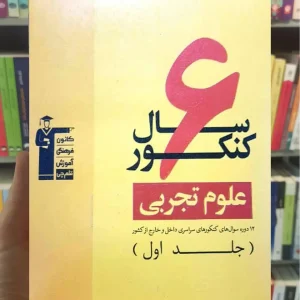 ۶ سال
کنکور
علوم تجربی
۱۲ دوره سوال‌های کنکورهای سراسری داخل و خارج از کشور
( جلد اول )
کانون
فرهنگی
آموزش
قلم‌چی